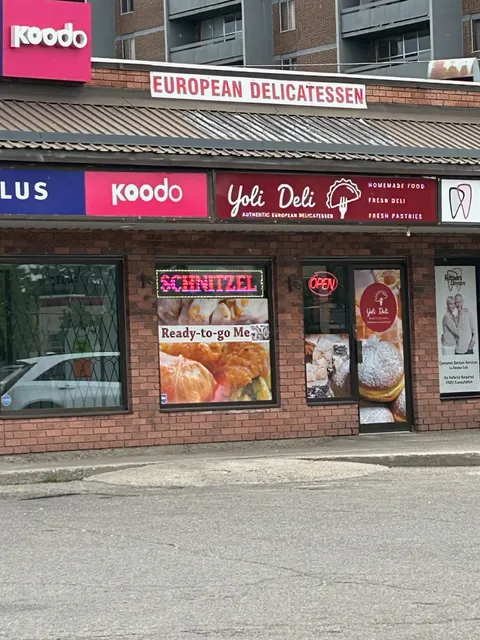 koodo
EUROPEAN DELICATESSEN
LUS
koodo
Yoli Deli
AUTHENTIC EUROPEAN DELICATESSEN
HOMEMADE FOOD
FRESH DELI
FRESH PASTRIES
SCHNITZEL
OPEN
Ready-to-go Me
Yoli Deli